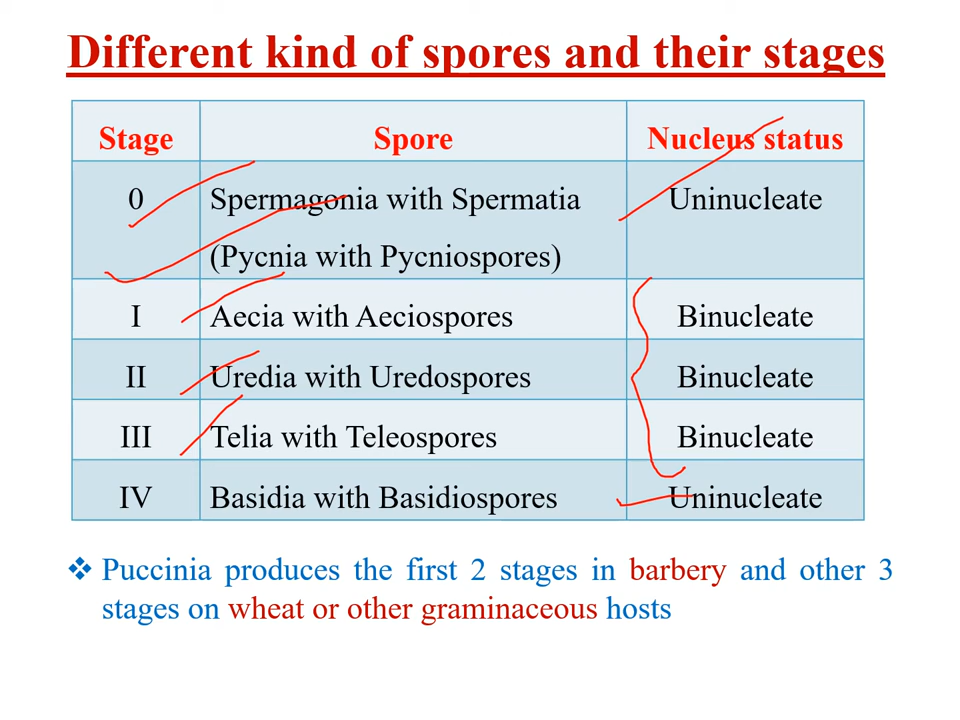 Different kind of spores and their stages
Stage Spore Nucleus status
0 Spermagonia with Spermatia Uninucleate
(Pycnia with Pycniospores)
I Aecia with Aeciospores Binucleate
II Uredia with Uredospores Binucleate
III Telia with Teleospores Binucleate
IV Basidia with Basidiospores Uninucleate
❖ Puccinia produces the first 2 stages in barbery and other 3
stages on wheat or other graminaceous hosts